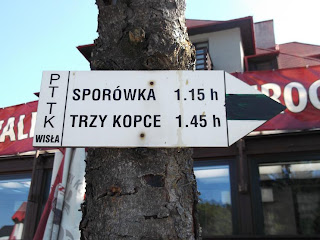 PTTK
WISŁA
SPORÓWKA 1.15 h
TRZY KOPCE 1.45 h